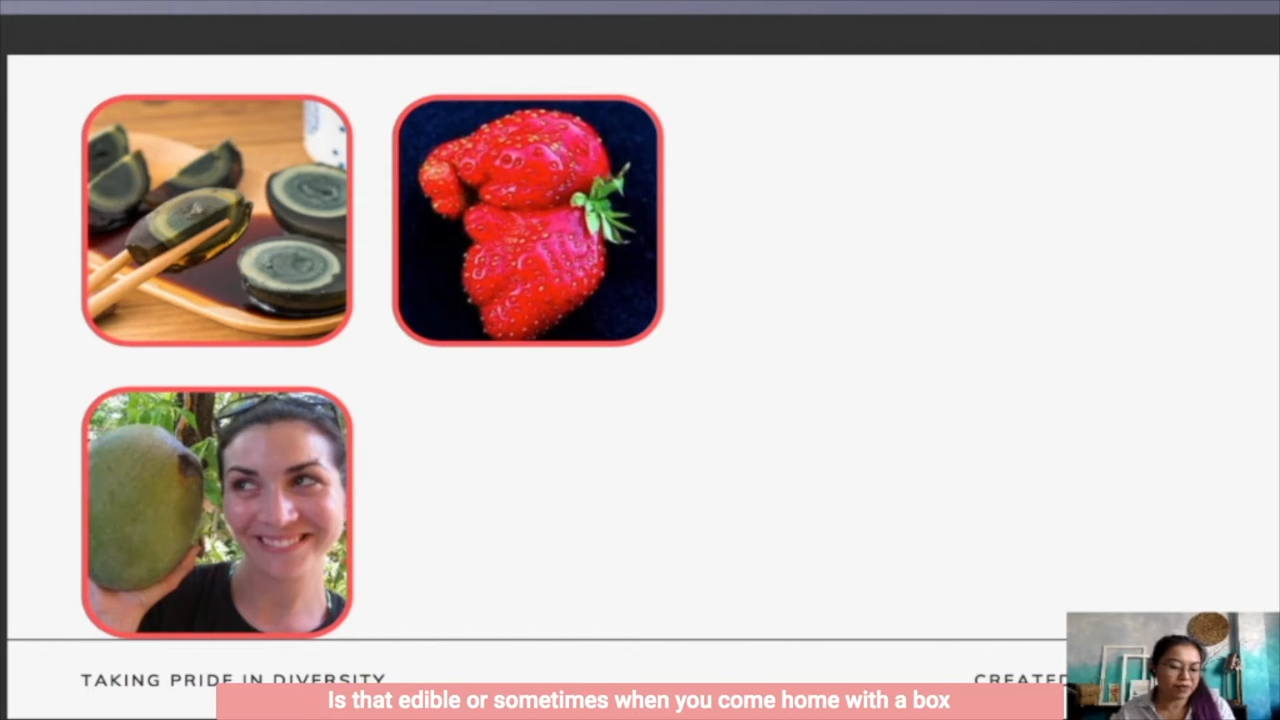 TAKING PRIDE IN DIVERSITY
CREATED
Is that edible or sometimes when you come home with a box